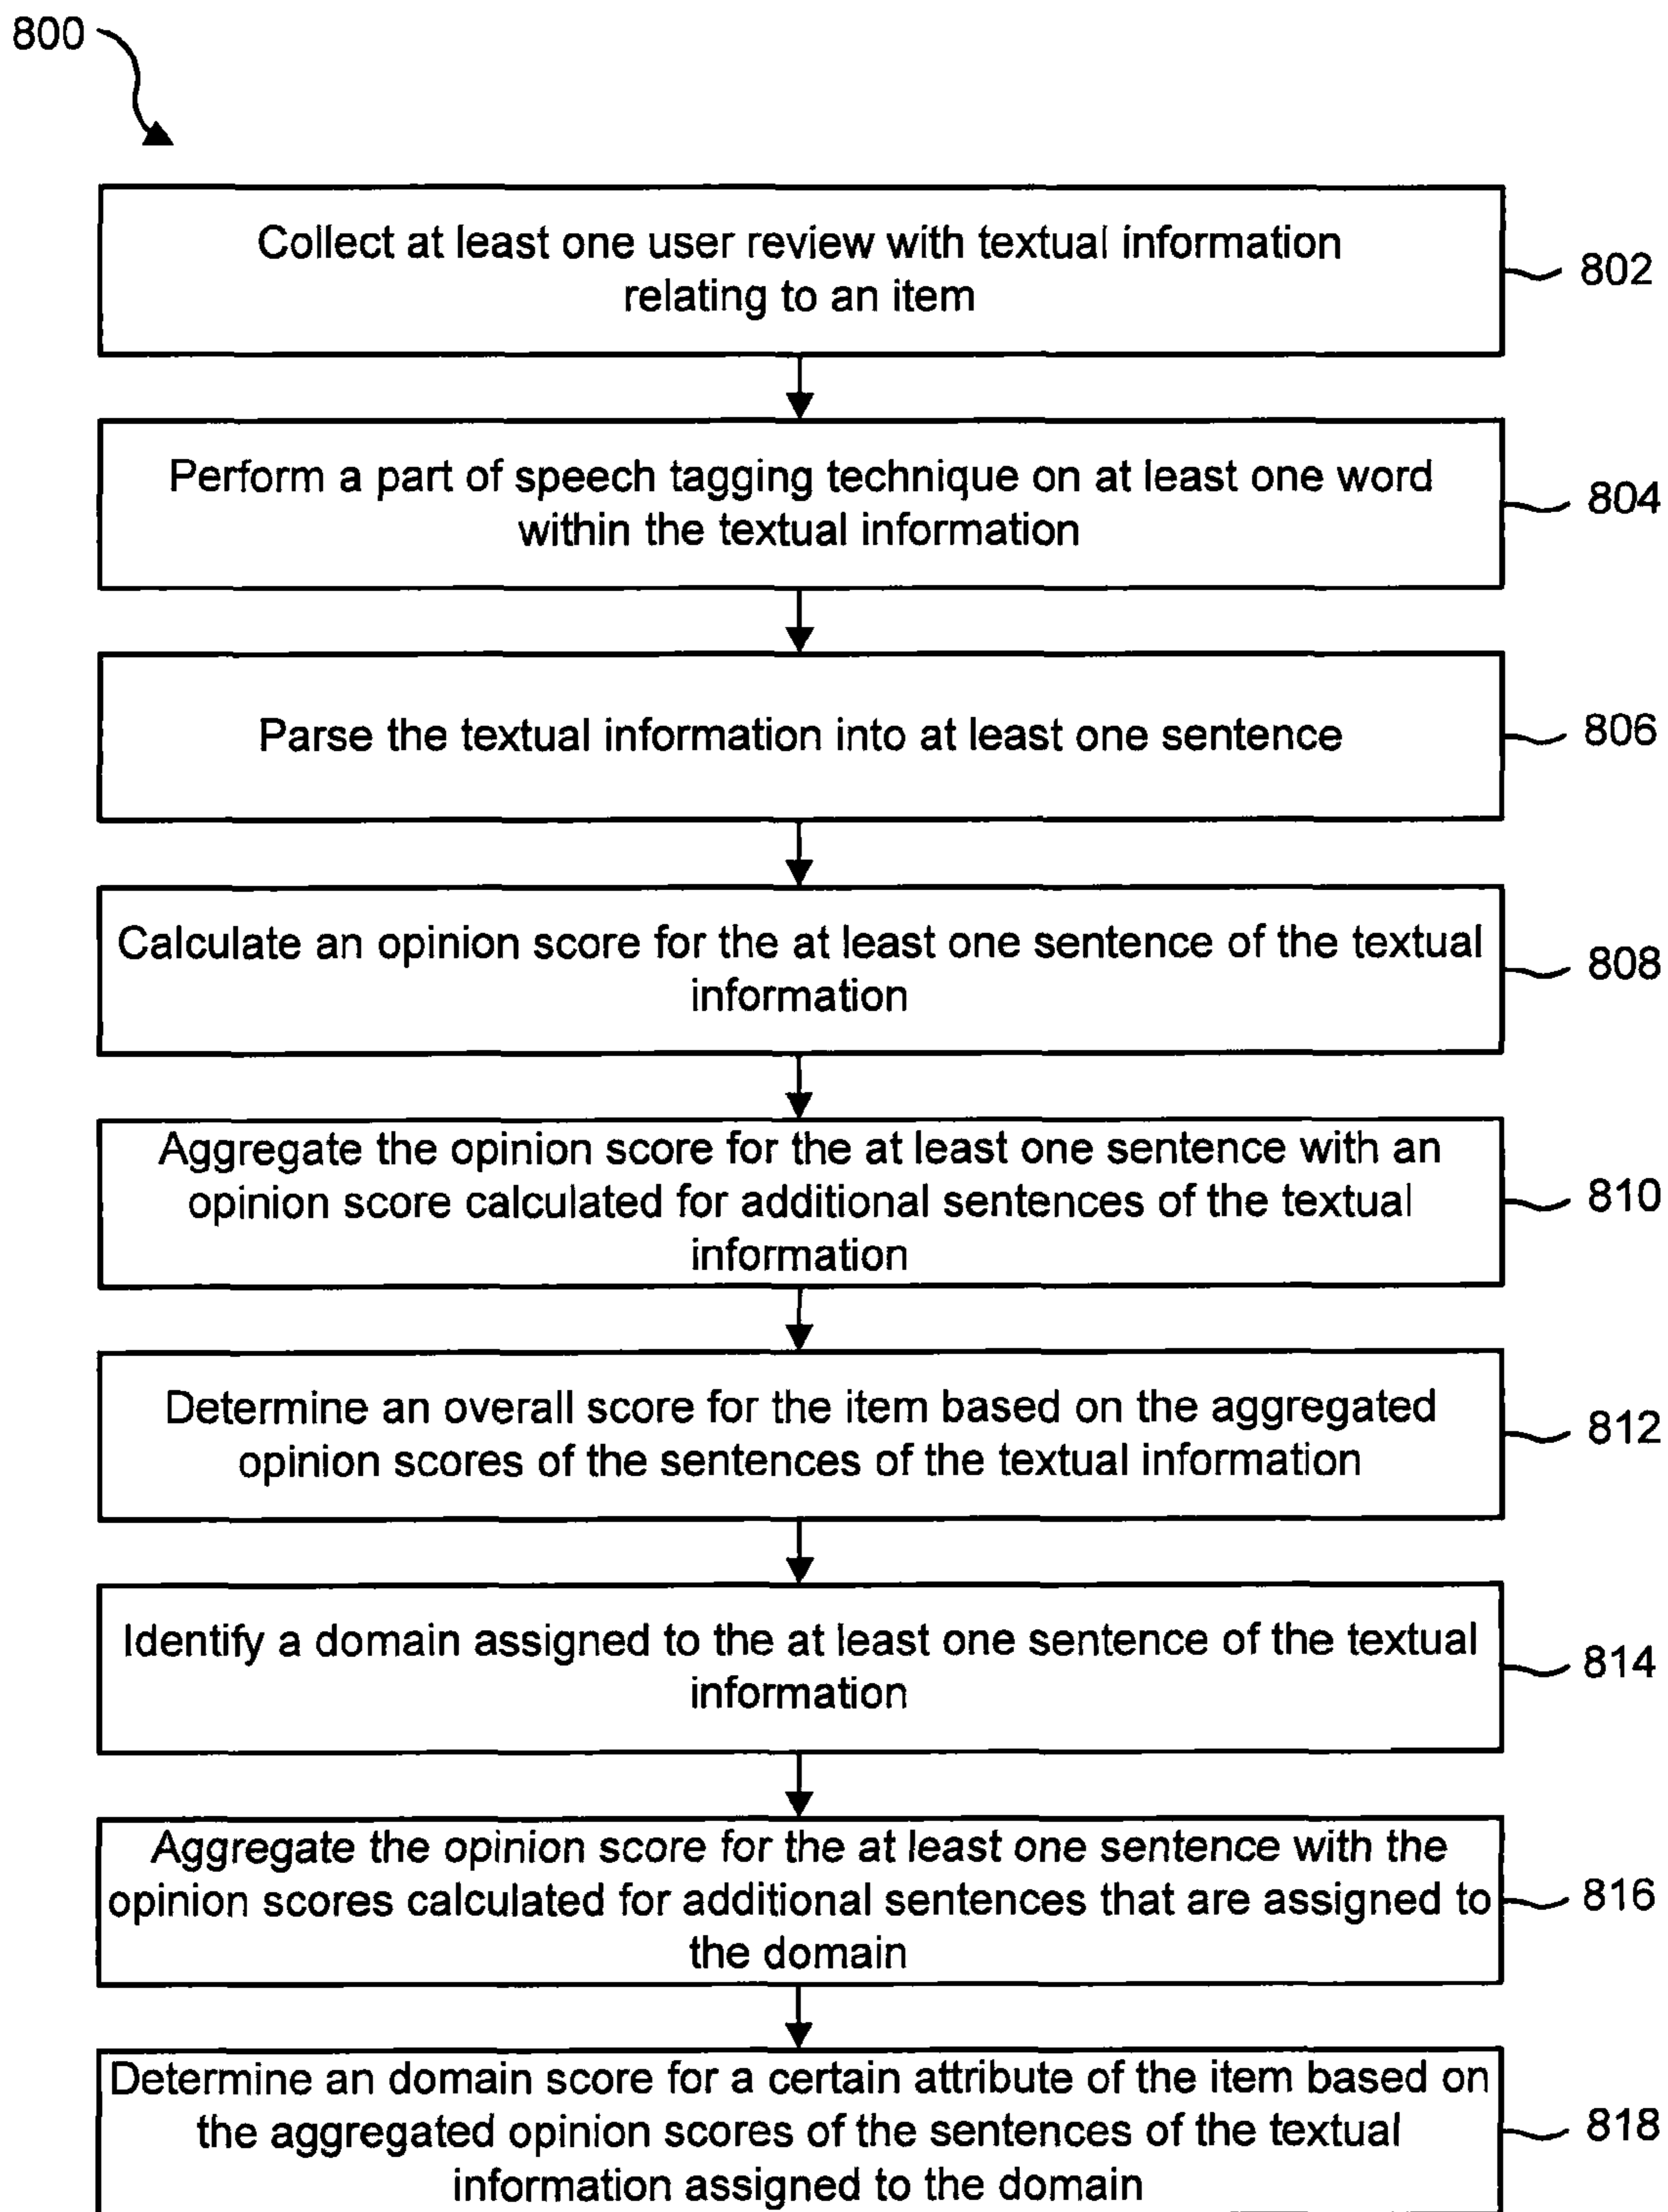 800
Collect at least one user review with textual information
relating to an item
802
Perform a part of speech tagging technique on at least one word
within the textual information
804
Parse the textual information into at least one sentence
806
Calculate an opinion score for the at least one sentence of the textual
information
808
Aggregate the opinion score for the at least one sentence with an
opinion score calculated for additional sentences of the textual
information
810
Determine an overall score for the item based on the aggregated
opinion scores of the sentences of the textual information
812
Identify a domain assigned to the at least one sentence of the textual
information
814
Aggregate the opinion score for the at least one sentence with the
opinion scores calculated for additional sentences that are assigned to
the domain
816
Determine an domain score for a certain attribute of the item based on
the aggregated opinion scores of the sentences of the textual
information assigned to the domain
818